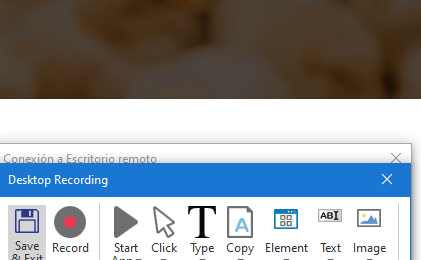 Conexión a Escritorio remoto
Desktop Recording
Save & Exit
Record
Start App
Click
Type
Copy
Element
ABI
Text
Image